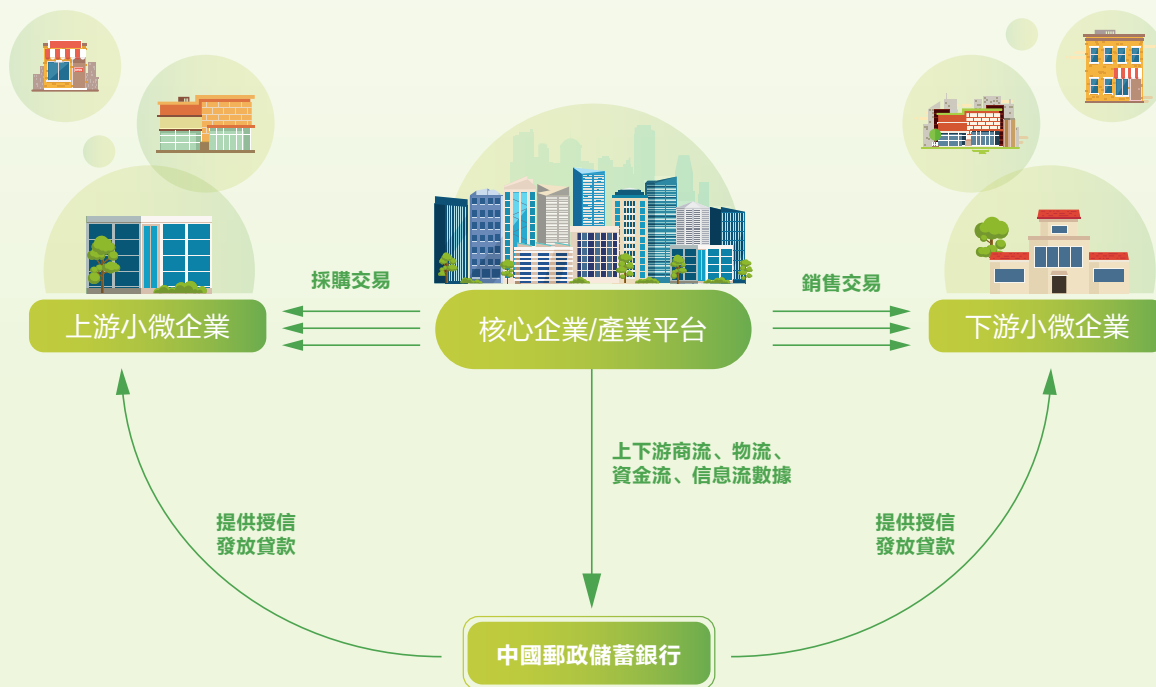 採購交易
銷售交易
上游小微企業
核心企業/產業平台
下游小微企業
上下游商流、物流、
資金流、信息流數據
提供授信
發放貸款
提供授信
發放貸款
中國郵政儲蓄銀行